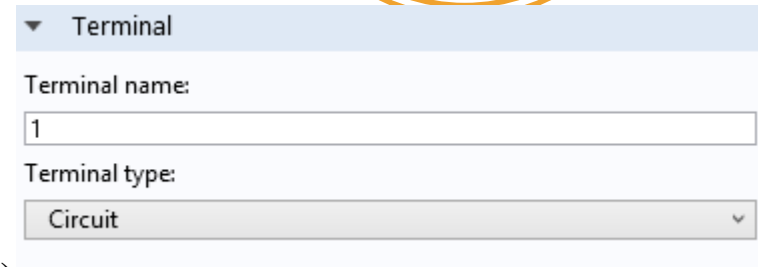 Terminal
Terminal name:
1
Terminal type:
Circuit